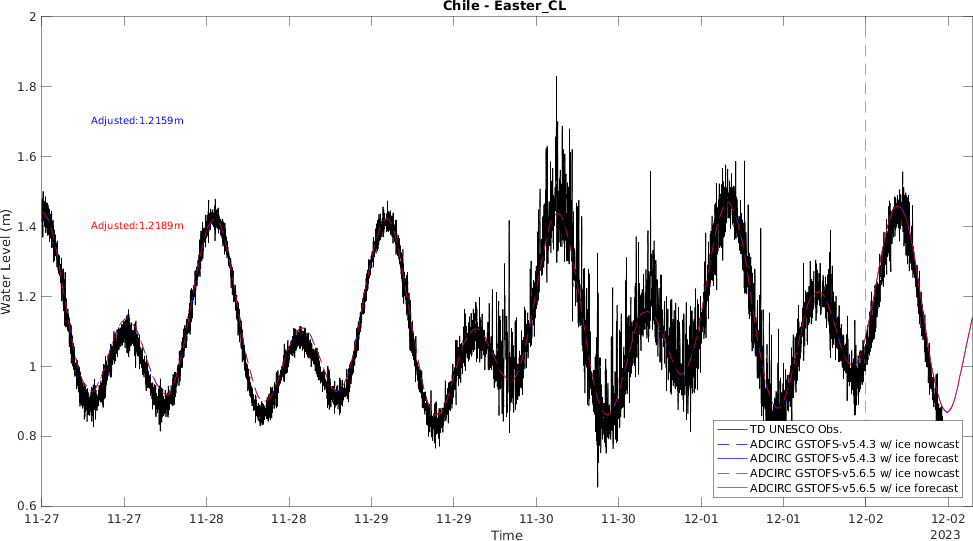 Chile - Easter_CL
2
1.8
1.6
1.4
1.2
1
0.8
0.6
Water Level (m)
Adjusted:1.2159m
Adjusted:1.2189m
TD UNESCO Obs.
ADCIRC GSTOFS-v5.4.3 w/ ice nowcast
ADCIRC GSTOFS-v5.4.3 w/ ice forecast
ADCIRC GSTOFS-v5.6.5 w/ ice nowcast
ADCIRC GSTOFS-v5.6.5 w/ ice forecast
11-27 11-27 11-28 11-28 11-29 11-29 11-30 11-30 12-01 12-01 12-02 12-02
Time
2023